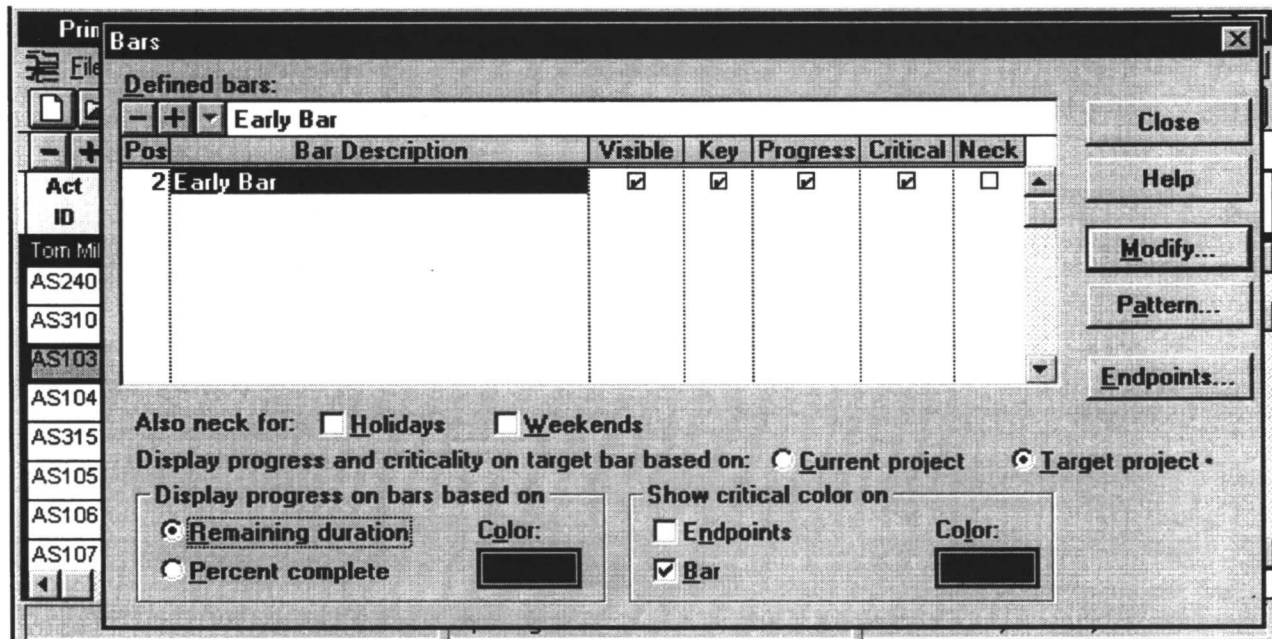 Prim
Bars
File
Defined bars:
Early Bar
Pos Bar Description Visible Key Progress Critical Neck
2 Early Bar
Close
Help
Modify...
Pattern...
Endpoints...
Act
ID
Tom Mil
AS240
AS310
AS103
AS104
AS315
AS105
AS106
AS107
Also neck for: Holidays Weekends
Display progress and criticality on target bar based on: Current project Target project
Display progress on bars based on
Remaining duration
Percent complete
Color:
Show critical color on
Endpoints
Bar
Color: